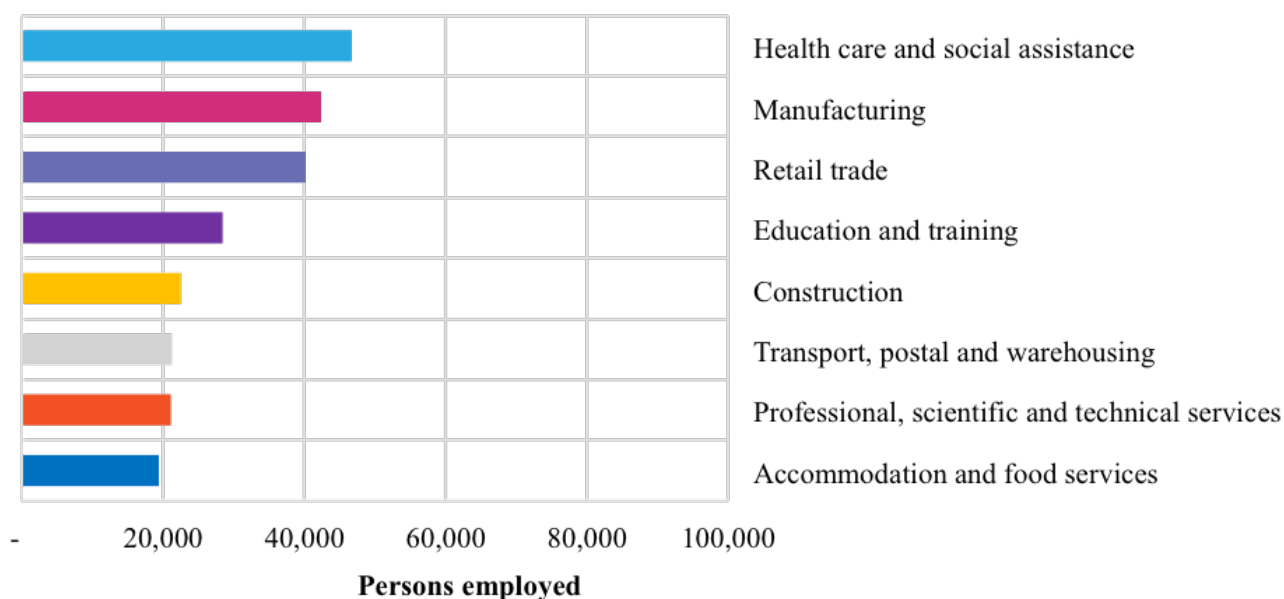 Health care and social assistance
Manufacturing
Retail trade
Education and training
Construction
Transport, postal and warehousing
Professional, scientific and technical services
Accommodation and food services
- 20,000 40,000 60,000 80,000 100,000
Persons employed